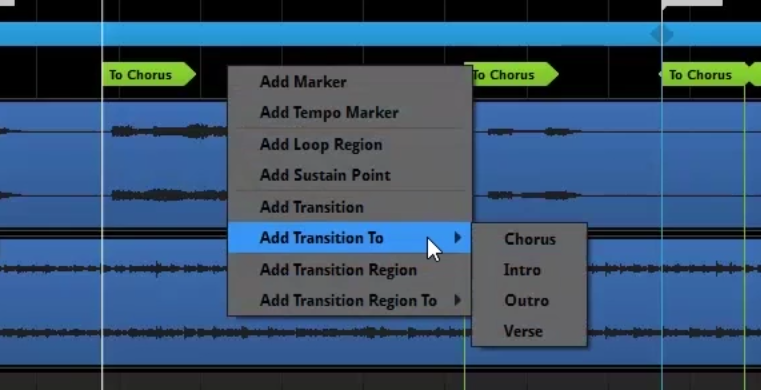 To Chorus
To Chorus
To Chorus
Add Marker
Add Tempo Marker
Add Loop Region
Add Sustain Point
Add Transition
Add Transition To
Add Transition Region
Add Transition Region To
Chorus
Intro
Outro
Verse